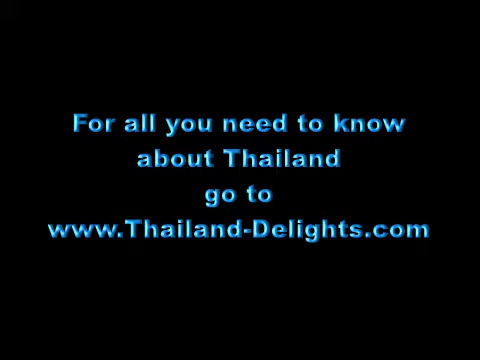 For all you need to know
about Thailand
go to
www.Thailand-Delights.com